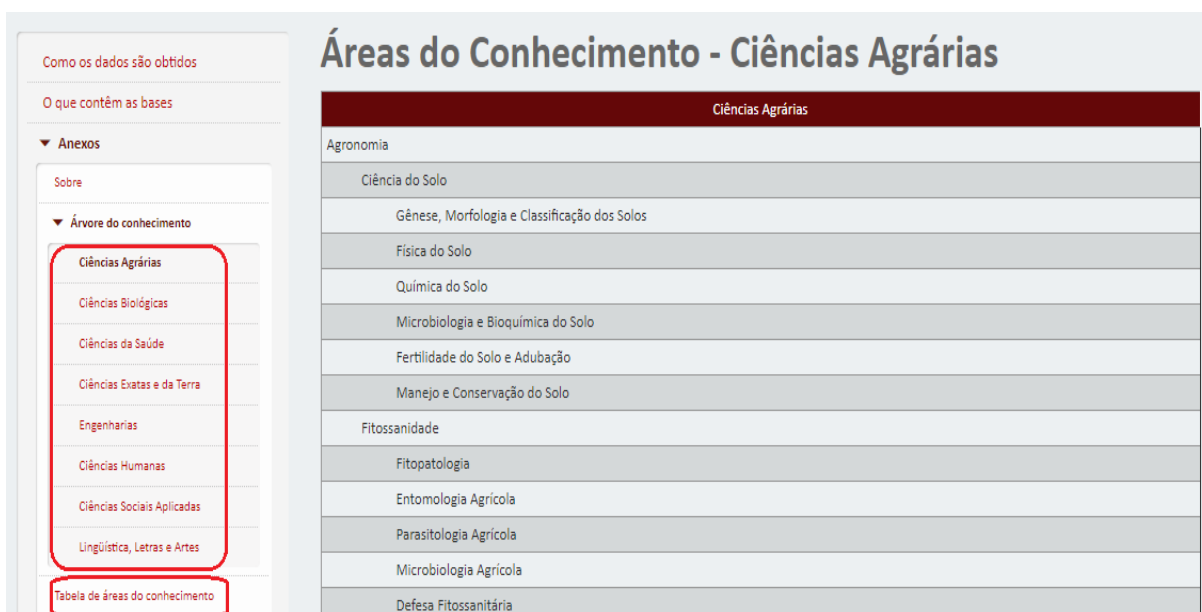 Como os dados são obtidos
O que contêm as bases
Anexos
Sobre
Árvore do conhecimento
Ciências Agrárias
Ciências Biológicas
Ciências da Saúde
Ciências Exatas e da Terra
Engenharias
Ciências Humanas
Ciências Sociais Aplicadas
Lingüística, Letras e Artes
Tabela de áreas do conhecimento
Áreas do Conhecimento - Ciências Agrárias
Ciências Agrárias
Agronomia
Ciência do Solo
Gênese, Morfologia e Classificação dos Solos
Física do Solo
Química do Solo
Microbiologia e Bioquímica do Solo
Fertilidade do Solo e Adubação
Manejo e Conservação do Solo
Fitossanidade
Fitopatologia
Entomologia Agrícola
Parasitologia Agrícola
Microbiologia Agrícola
Defesa Fitossanitária